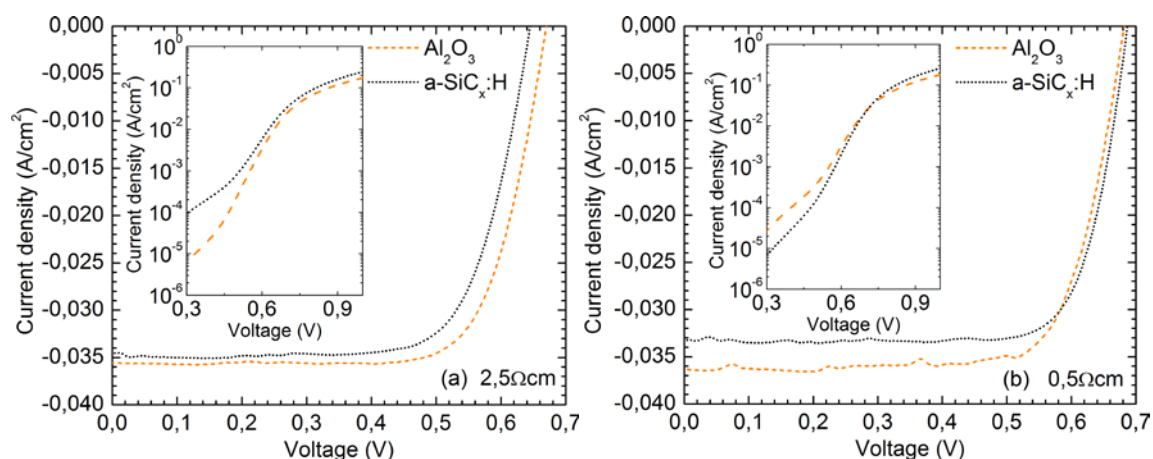 0,000
-0,005
-0,010
-0,015
-0,020
-0,025
-0,030
-0,035
-0,040
Current density (A/cm²)
0,0 0,1 0,2 0,3 0,4 0,5 0,6 0,7
Voltage (V)
10⁰
10⁻¹
10⁻²
10⁻³
10⁻⁴
10⁻⁵
10⁻⁶
Current density (A/cm²)
0,3 0,6 0,9
Voltage (V)
Al₂O₃
a-SiCₓ:H
(a) 2,5Ωcm
0,000
-0,005
-0,010
-0,015
-0,020
-0,025
-0,030
-0,035
-0,040
Current density (A/cm²)
0,0 0,1 0,2 0,3 0,4 0,5 0,6 0,7
Voltage (V)
10⁰
10⁻¹
10⁻²
10⁻³
10⁻⁴
10⁻⁵
10⁻⁶
Current density (A/cm²)
0,3 0,6 0,9
Voltage (V)
Al₂O₃
a-SiCₓ:H
(b) 0,5Ωcm